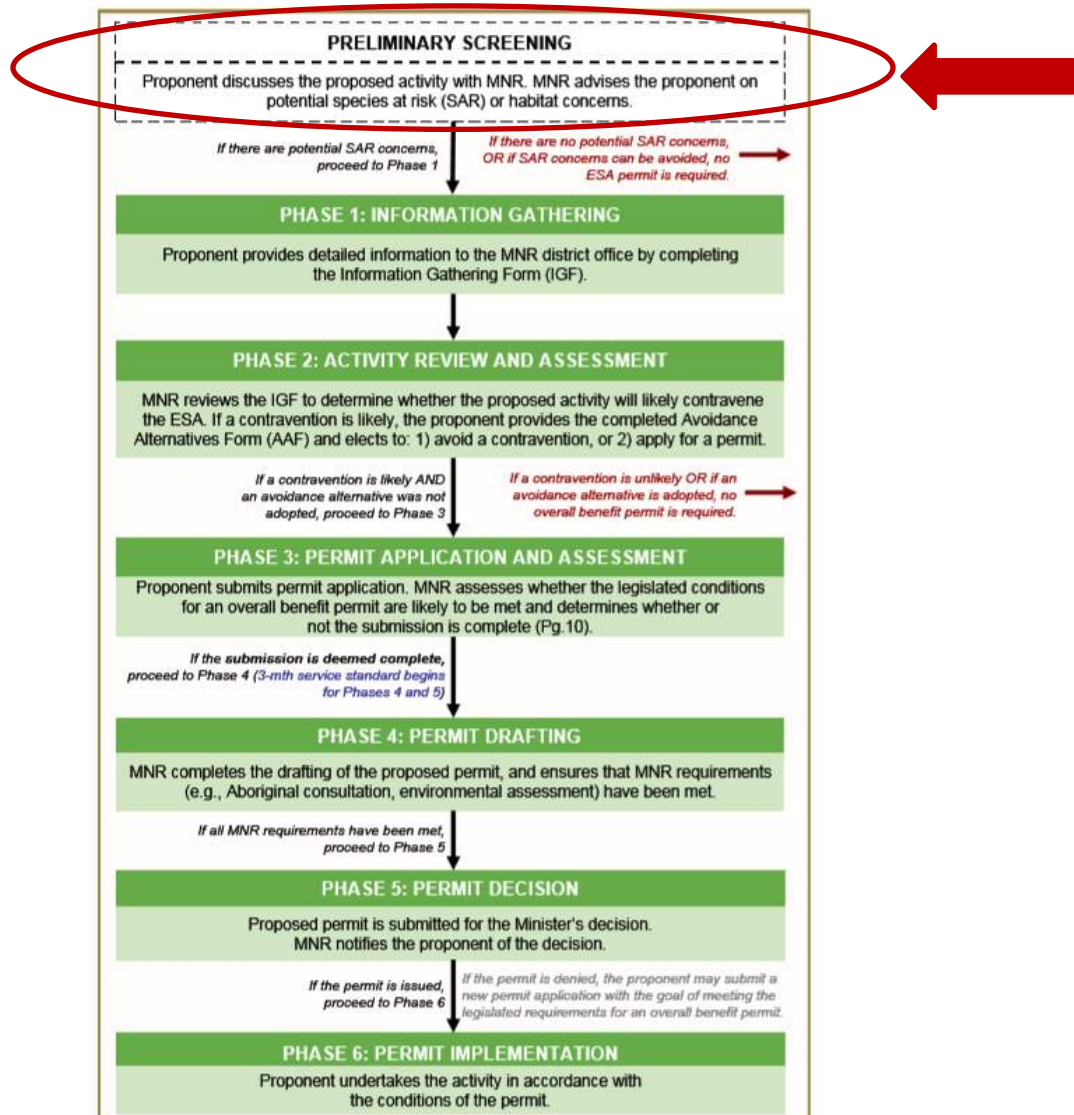 PRELIMINARY SCREENING
Proponent discusses the proposed activity with MNR. MNR advises the proponent on
potential species at risk (SAR) or habitat concerns.
If there are potential SAR concerns,
proceed to Phase 1
If there are no potential SAR concerns,
OR if SAR concerns can be avoided, no
ESA permit is required.
PHASE 1: INFORMATION GATHERING
Proponent provides detailed information to the MNR district office by completing
the Information Gathering Form (IGF).
PHASE 2: ACTIVITY REVIEW AND ASSESSMENT
MNR reviews the IGF to determine whether the proposed activity will likely contravene
the ESA. If a contravention is likely, the proponent provides the completed Avoidance
Alternatives Form (AAF) and elects to: 1) avoid a contravention, or 2) apply for a permit.
If a contravention is likely AND
an avoidance alternative was not
adopted, proceed to Phase 3
If a contravention is unlikely OR if an
avoidance alternative is adopted, no
overall benefit permit is required.
PHASE 3: PERMIT APPLICATION AND ASSESSMENT
Proponent submits permit application. MNR assesses whether the legislated conditions
for an overall benefit permit are likely to be met and determines whether or
not the submission is complete (Pg.10).
If the submission is deemed complete,
proceed to Phase 4 (3-mth service standard begins
for Phases 4 and 5)
PHASE 4: PERMIT DRAFTING
MNR completes the drafting of the proposed permit, and ensures that MNR requirements
(e.g., Aboriginal consultation, environmental assessment) have been met.
If all MNR requirements have been met,
proceed to Phase 5
PHASE 5: PERMIT DECISION
Proposed permit is submitted for the Minister's decision.
MNR notifies the proponent of the decision.
If the permit is issued,
proceed to Phase 6
If the permit is denied, the proponent may submit a
new permit application with the goal of meeting the
legislated requirements for an overall benefit permit.
PHASE 6: PERMIT IMPLEMENTATION
Proponent undertakes the activity in accordance with
the conditions of the permit.